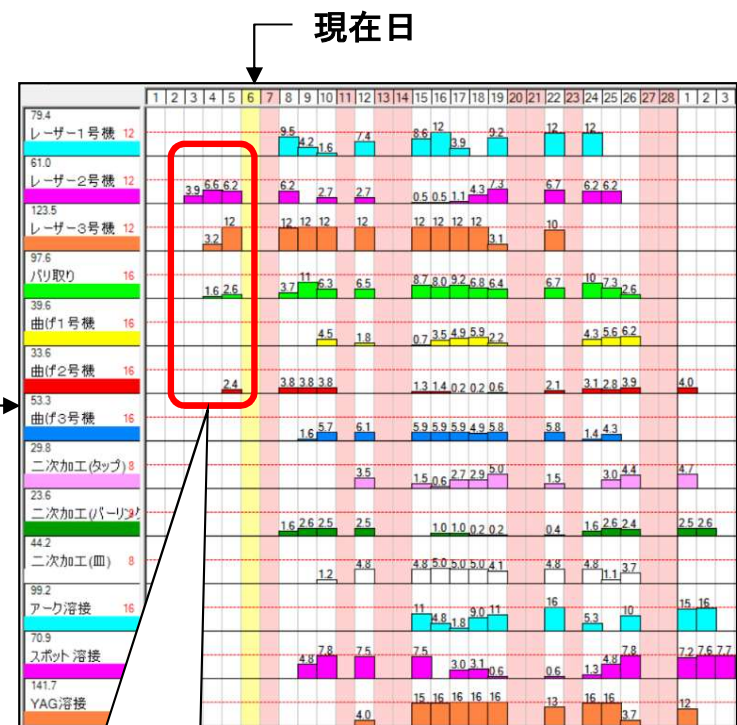 現在日
1 2 3 4 5 6 7 8 9 10 11 12 13 14 15 16 17 18 19 20 21 22 23 24 25 26 27 28 1 2 3
79.4
レーザー1号機 12 9.5 4.2 1.6 7.4 8.6 12 3.9 9.2 12 12
61.0
レーザー2号機 12 3.9 6.6 6.2 6.2 2.7 2.7 0.5 0.5 1.1 4.3 7.3 6.7 6.2 6.2
123.5
レーザー3号機 12 3.2 12 12 12 12 12 12 12 12 12 3.1 10
97.6
バリ取り 16 1.6 2.6 3.7 11 6.3 6.5 8.7 8.0 9.2 6.8 6.4 6.7 10 7.3 2.6
39.6
曲げ1号機 16 4.5 1.8 0.7 3.5 4.9 5.9 2.2 4.3 5.6 6.2
33.6
曲げ2号機 16 2.4 3.8 3.8 3.8 1.3 1.4 0.2 0.2 0.6 2.1 3.1 2.8 3.9 4.0
53.3
曲げ3号機 16 1.6 5.7 6.1 5.9 5.9 5.9 4.9 5.8 5.8 1.4 4.3
29.8
二次加工(タップ) 8 3.5 1.5 0.6 2.7 2.9 5.0 1.5 3.0 4.4 4.7
23.6
二次加工(バーリング 1.6 2.6 2.5 2.5 1.0 1.0 0.2 0.2 0.4 1.6 2.6 2.4 2.5 2.6
44.2
二次加工(皿) 8 1.2 4.8 4.8 5.0 5.0 5.0 4.1 4.8 4.8 1.1 3.7
99.2
アーク溶接 16 11 4.8 1.8 9.0 11 16 5.3 10 15 16
70.9
スポット溶接 4.8 7.8 7.5 7.5 3.0 3.1 0.6 0.6 1.3 4.8 7.8 7.2 7.6 7.7
141.7
YAG溶接 4.0 15 16 16 16 16 13 16 16 3.7 12